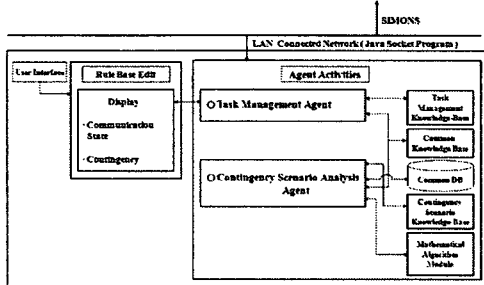 SIMONS
LAN Connected Network (Java Socket Program)
User Interface
Rule Base Edit
Display
· Communication
State
· Contingency
Agent Activities
Task Management Agent
Contingency Scenario Analysis
Agent
Task
Management
Knowledge-Base
Common
Knowledge Base
Common DB
Contingency
Scenario
Knowledge Base
Mathematical
Algorithm
Module